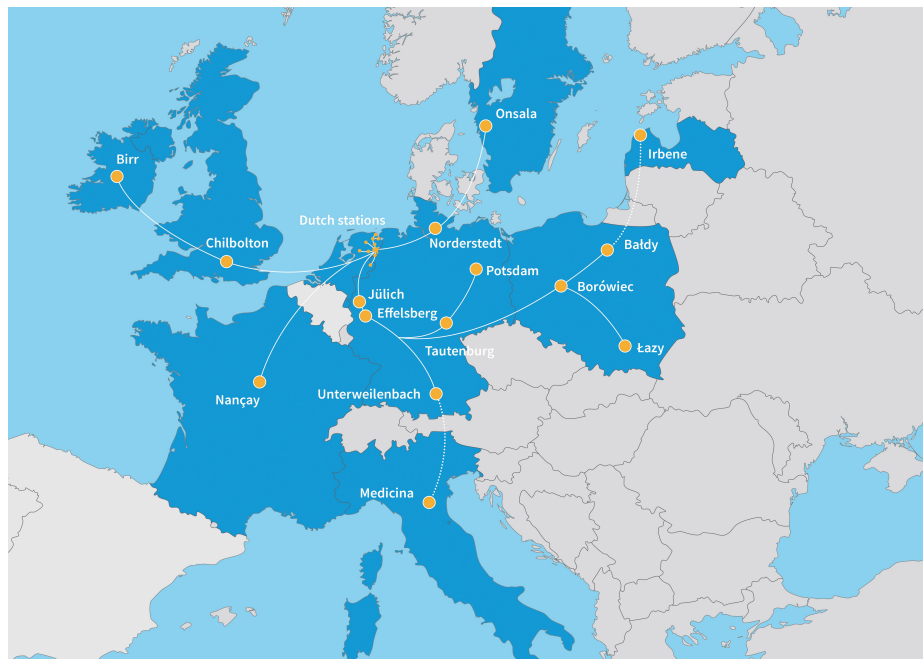 Onsala
Irbene
Birr
Dutch stations
Chilbolton
Norderstedt
Bałdy
Potsdam
Jülich
Borówiec
Effelsberg
Tautenburg
Łazy
Unterweilenbach
Nançay
Medicina